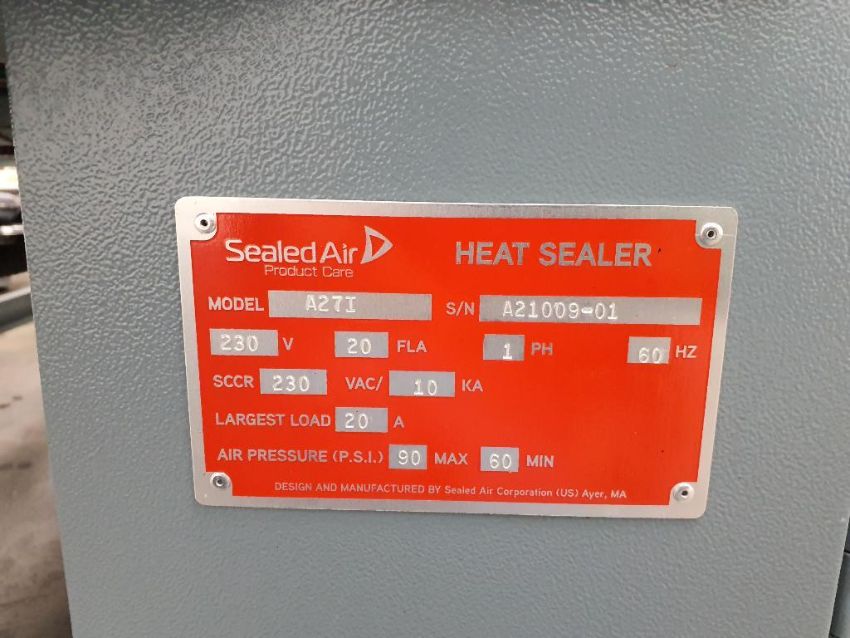 SealedAir
Product Care
HEAT SEALER
MODEL A27I S/N A21009-01
230 V 20 FLA 1 PH 60 HZ
SCCR 230 VAC/ 10 KA
LARGEST LOAD 20 A
AIR PRESSURE (P.S.I.) 90 MAX 60 MIN
DESIGN AND MANUFACTURED BY Sealed Air Corporation (US) Ayer, MA